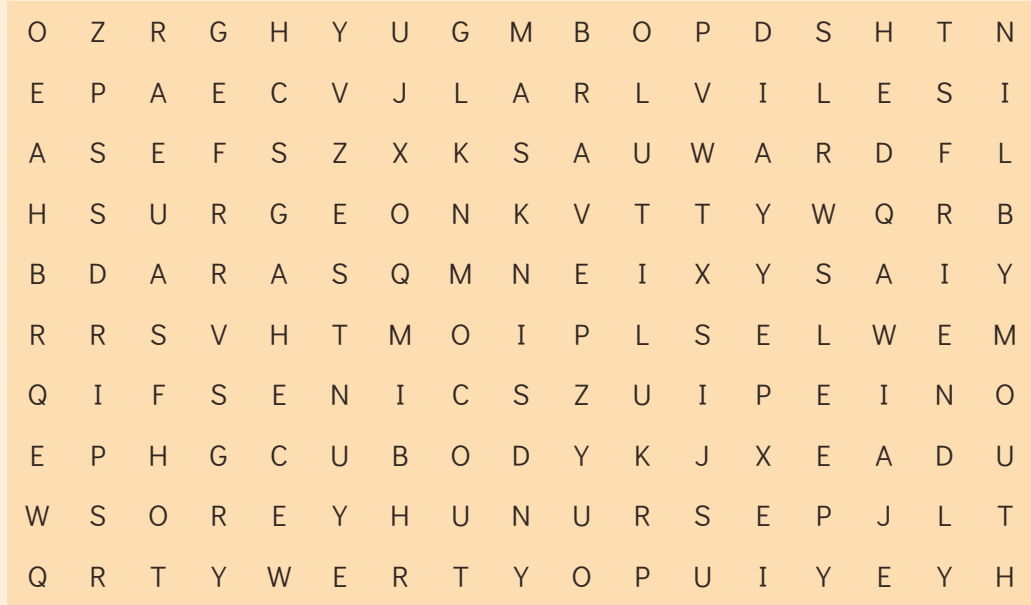 O Z R G H Y U G M B O P D S H T N
E P A E C V J L A R L V I L E S I
A S E F S Z X K S A U W A R D F L
H S U R G E O N K V T T Y W Q R B
B D A R A S Q M N E I X Y S A I Y
R R S V H T M O I P L S E L W E M
Q I F S E N I C S Z U I P E I N O
E P H G C U B O D Y K J X E A D U
W S O R E Y H U N U R S E P J L T
Q R T Y W E R T Y O P U I Y E Y H